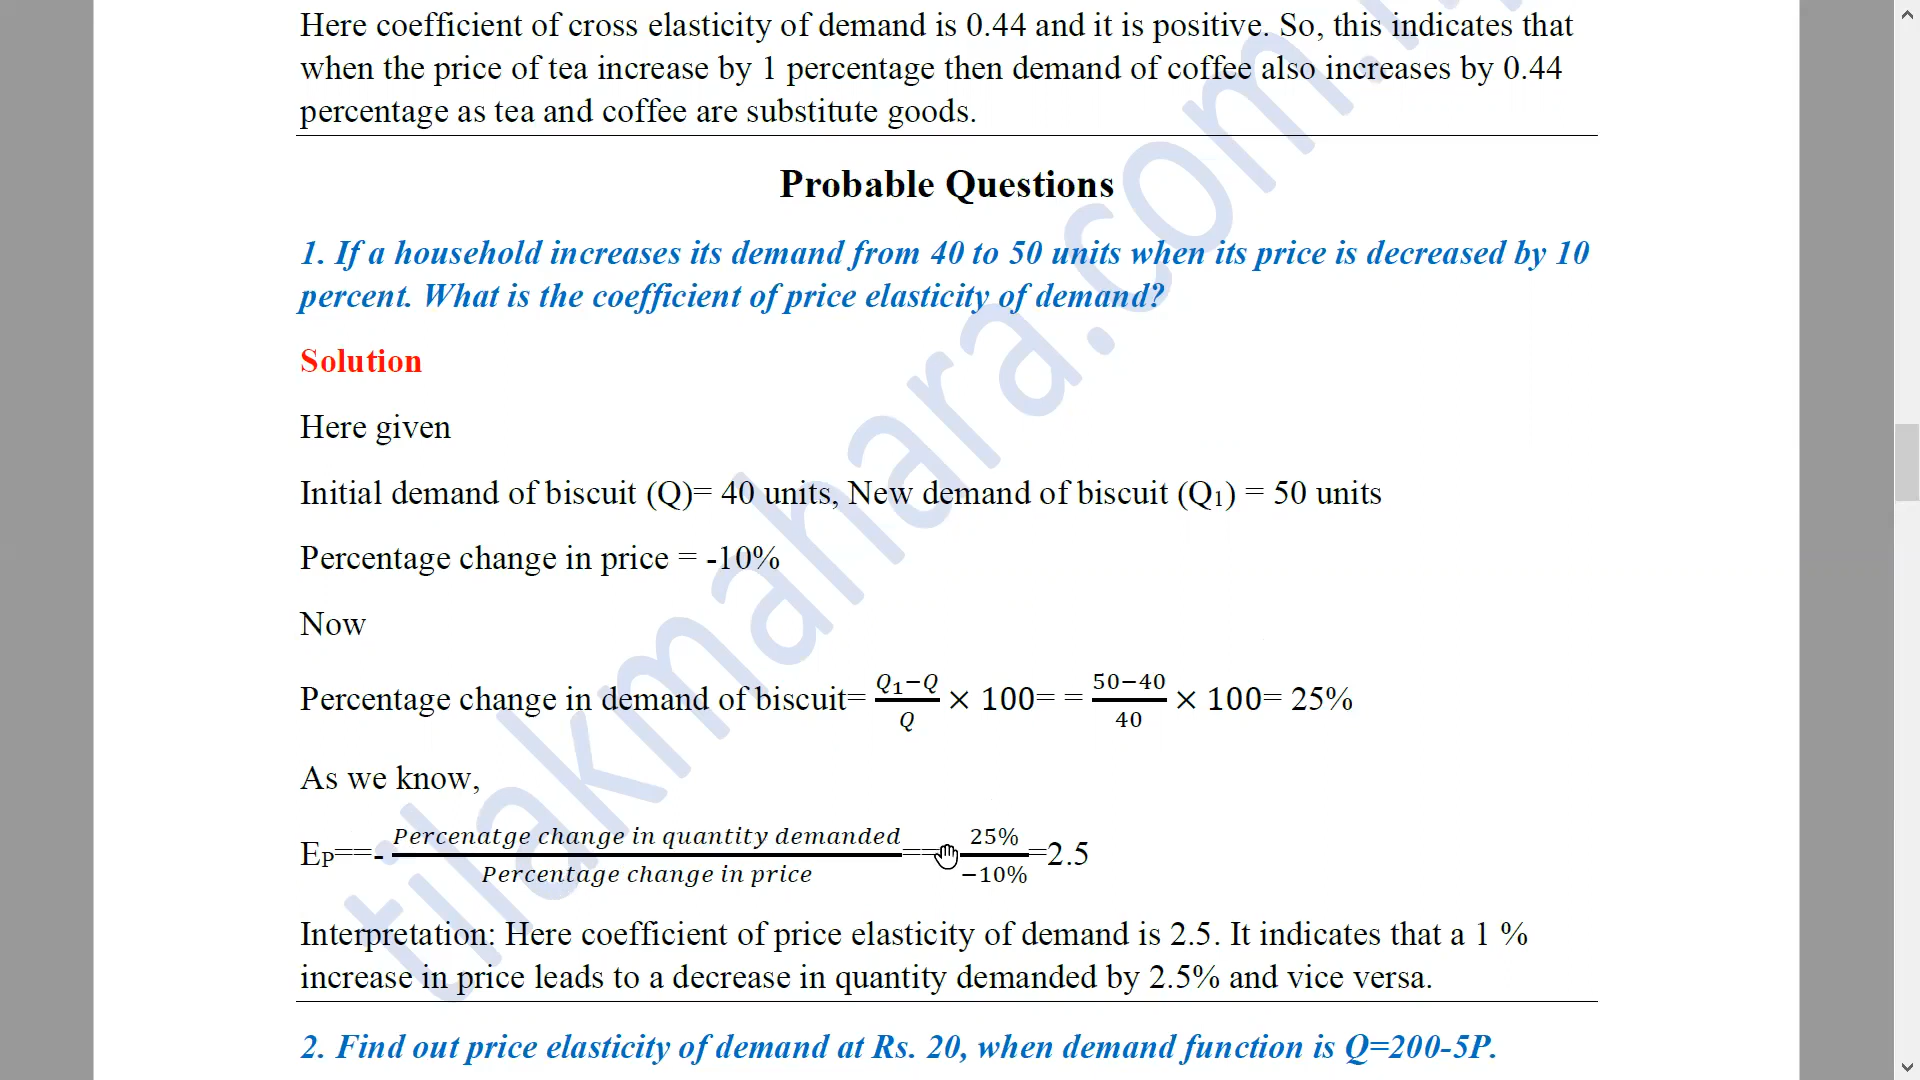 Here coefficient of cross elasticity of demand is 0.44 and it is positive. So, this indicates that
when the price of tea increase by 1 percentage then demand of coffee also increases by 0.44
percentage as tea and coffee are substitute goods.
Probable Questions
1. If a household increases its demand from 40 to 50 units when its price is decreased by 10
percent. What is the coefficient of price elasticity of demand?
Solution
Here given
Initial demand of biscuit (Q)= 40 units, New demand of biscuit (Q₁) = 50 units
Percentage change in price = -10%
Now
Percentage change in demand of biscuit= (Q₁−Q)/Q × 100= = (50−40)/40 × 100= 25%
As we know,
E_P==- Percenatge change in quantity demanded/Percentage change in price == 25%/−10% =2.5
Interpretation: Here coefficient of price elasticity of demand is 2.5. It indicates that a 1 %
increase in price leads to a decrease in quantity demanded by 2.5% and vice versa.
2. Find out price elasticity of demand at Rs. 20, when demand function is Q=200-5P.
tilakmahara.com.